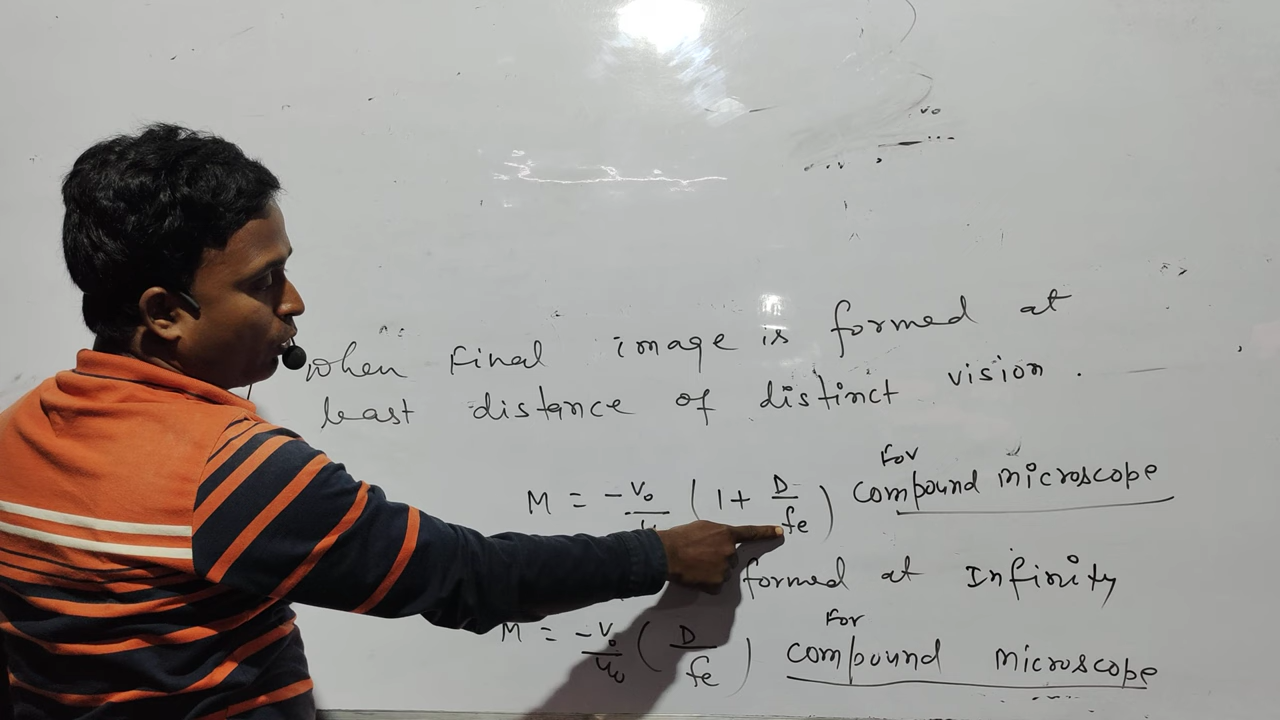 when Final image is formed at
least distance of distinct vision.
M = -v₀/u (1 + D/fe) For compound microscope
formed at Infinity
M = -v₀/u₀ (D/fe) For compound microscope